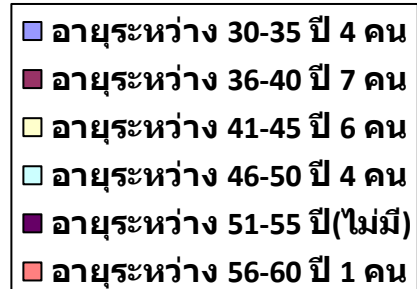 อายุระหว่าง 30-35 ปี 4 คน
อายุระหว่าง 36-40 ปี 7 คน
อายุระหว่าง 41-45 ปี 6 คน
อายุระหว่าง 46-50 ปี 4 คน
อายุระหว่าง 51-55 ปี(ไม่มี)
อายุระหว่าง 56-60 ปี 1 คน